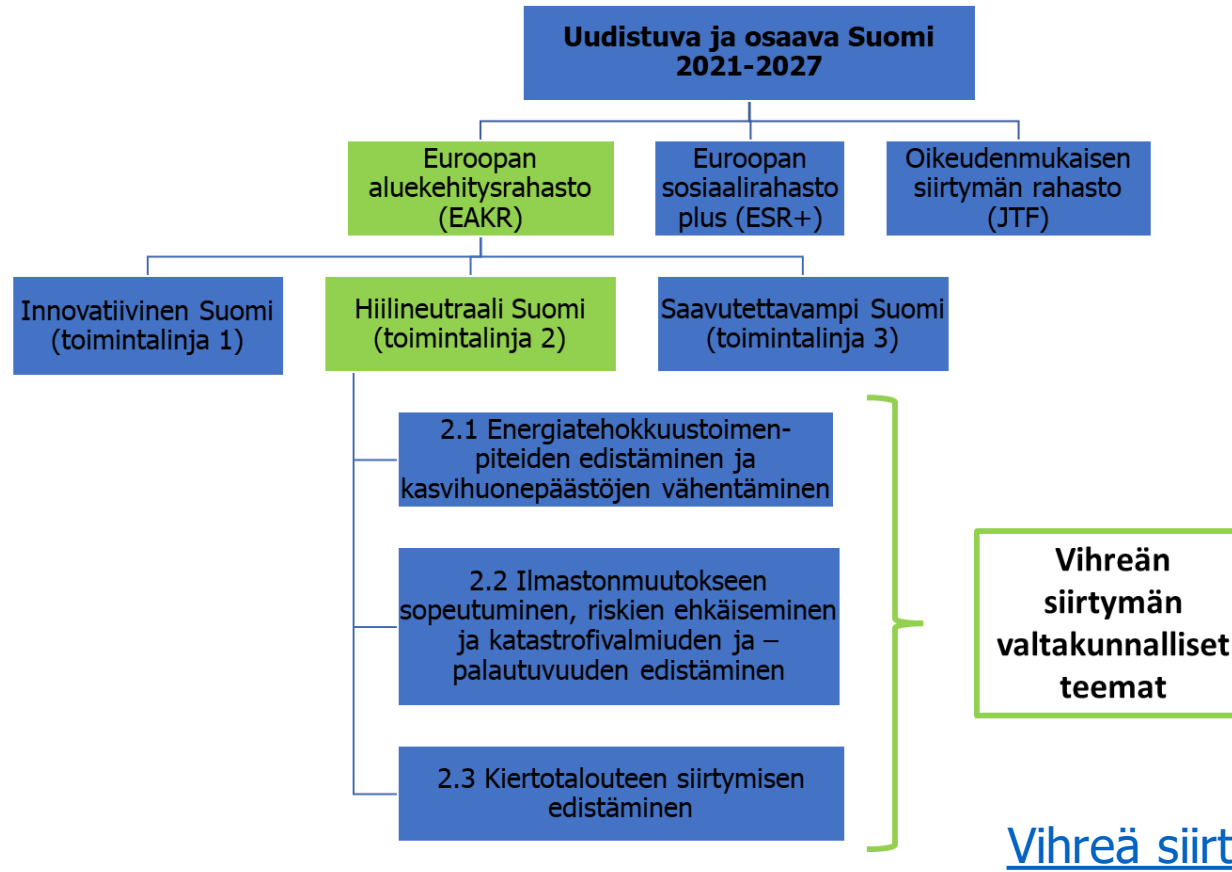 Uudistuva ja osaava Suomi
2021-2027
Euroopan
aluekehitysrahasto
(EAKR)
Euroopan
sosiaalirahasto
plus (ESR+)
Oikeudenmukaisen
siirtymän rahasto
(JTF)
Innovatiivinen Suomi
(toimintalinja 1)
Hiilineutraali Suomi
(toimintalinja 2)
Saavutettavampi Suomi
(toimintalinja 3)
2.1 Energiatehokkuustoimen-
piteiden edistäminen ja
kasvihuonepäästöjen vähentäminen
2.2 Ilmastonmuutokseen
sopeutuminen, riskien ehkäiseminen
ja katastrofivalmiuden ja –
palautuvuuden edistäminen
2.3 Kiertotalouteen siirtymisen
edistäminen
Vihreän
siirtymän
valtakunnalliset
teemat
Vihreä siirt